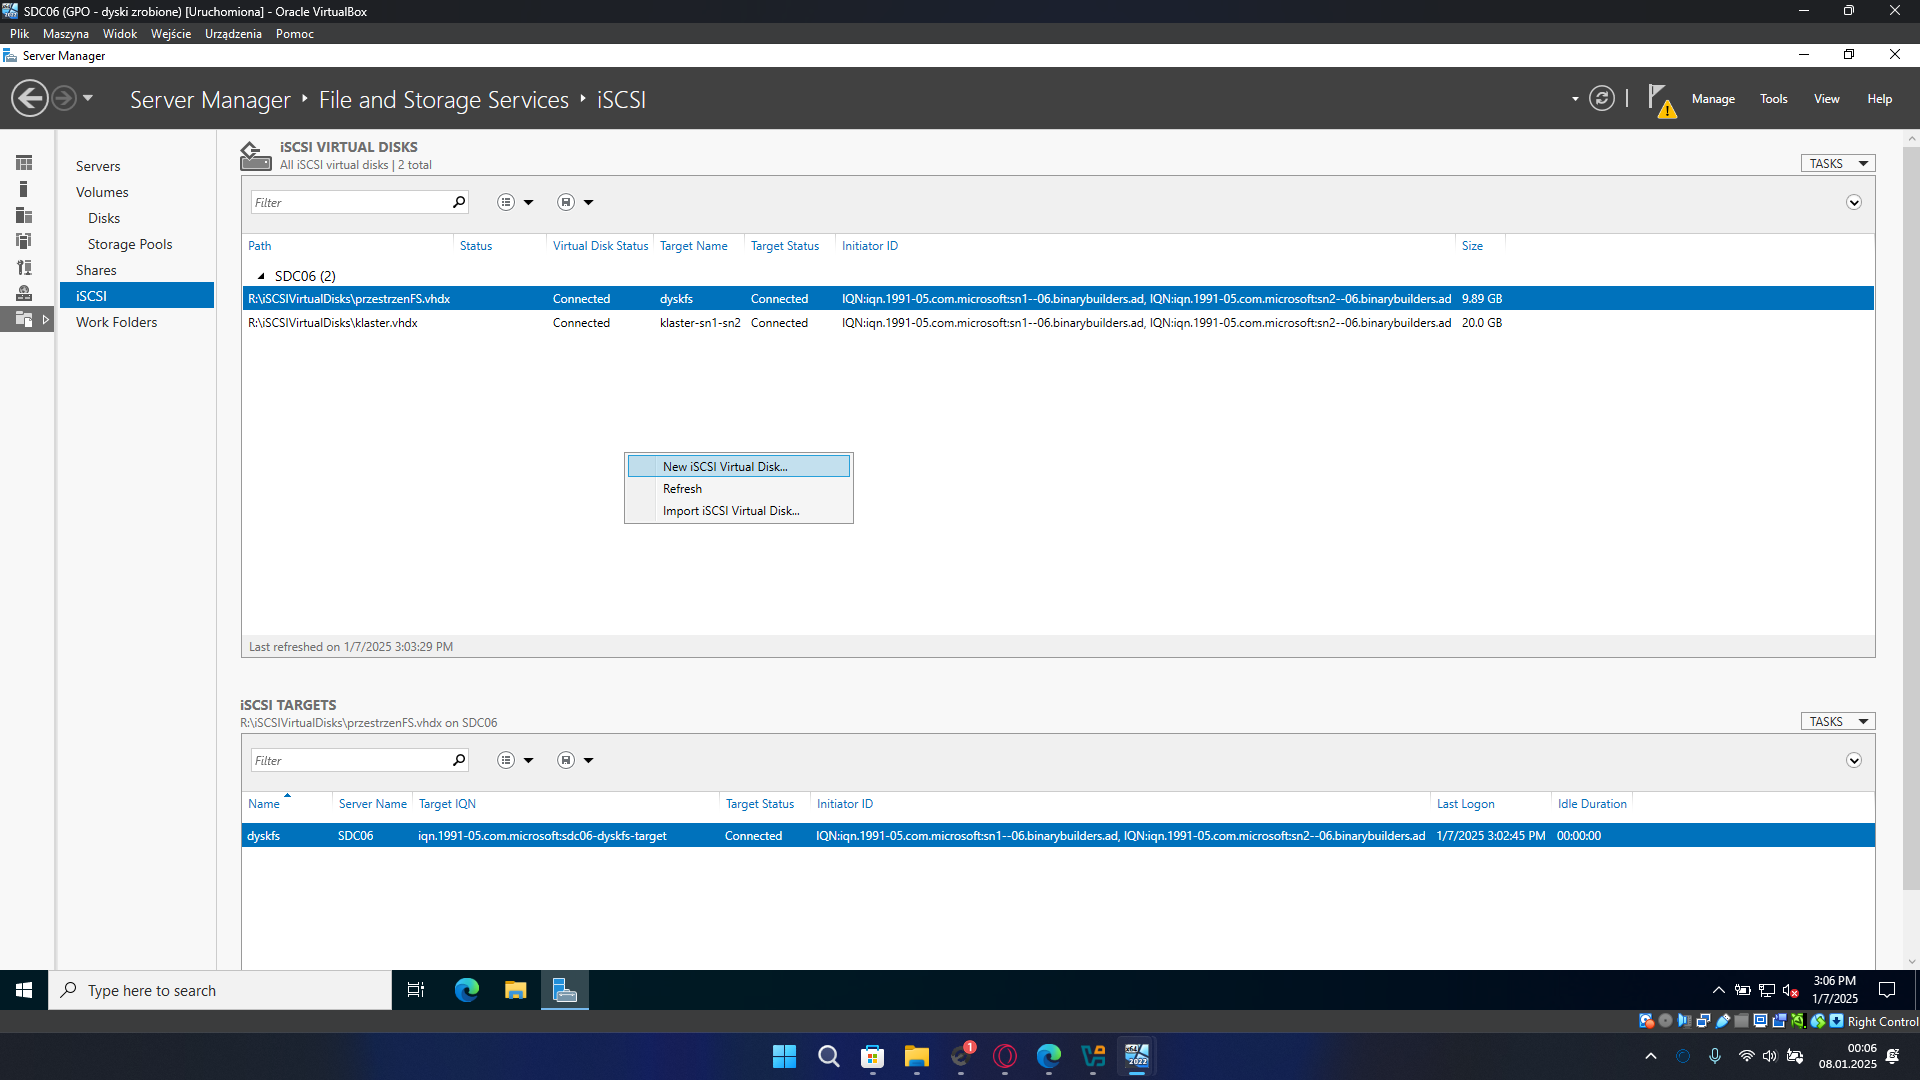 SDC06 (GPO - dyski zrobione) [Uruchomiona] - Oracle VirtualBox
Plik Maszyna Widok Wejście Urządzenia Pomoc
Server Manager
Server Manager File and Storage Services iSCSI
Manage Tools View Help
Servers
Volumes
Disks
Storage Pools
Shares
iSCSI
Work Folders
iSCSI VIRTUAL DISKS
All iSCSI virtual disks | 2 total
TASKS
Filter
Path Status Virtual Disk Status Target Name Target Status Initiator ID Size
SDC06 (2)
R:\iSCSIVirtualDisks\przestrzenFS.vhdx Connected dyskfs Connected IQN:iqn.1991-05.com.microsoft:sn1--06.binarybuilders.ad, IQN:iqn.1991-05.com.microsoft:sn2--06.binarybuilders.ad 9.89 GB
R:\iSCSIVirtualDisks\klaster.vhdx Connected klaster-sn1-sn2 Connected IQN:iqn.1991-05.com.microsoft:sn1--06.binarybuilders.ad, IQN:iqn.1991-05.com.microsoft:sn2--06.binarybuilders.ad 20.0 GB
New iSCSI Virtual Disk...
Refresh
Import iSCSI Virtual Disk...
Last refreshed on 1/7/2025 3:03:29 PM
iSCSI TARGETS
R:\iSCSIVirtualDisks\przestrzenFS.vhdx on SDC06
TASKS
Filter
Name Server Name Target IQN Target Status Initiator ID Last Logon Idle Duration
dyskfs SDC06 iqn.1991-05.com.microsoft:sdc06-dyskfs-target Connected IQN:iqn.1991-05.com.microsoft:sn1--06.binarybuilders.ad, IQN:iqn.1991-05.com.microsoft:sn2--06.binarybuilders.ad 1/7/2025 3:02:45 PM 00:00:00
Type here to search
3:06 PM
1/7/2025
Right Control
1
2022
00:06
08.01.2025